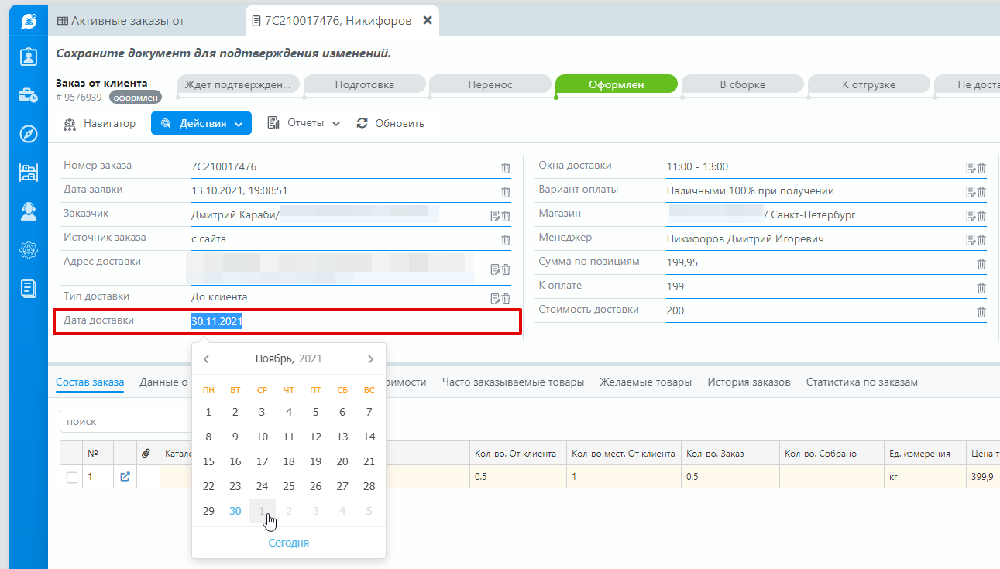 Активные заказы от
7C210017476, Никифоров
Сохраните документ для подтверждения изменений.
Заказ от клиента
# 9576939 оформлен
Ждет подтвержден...
Подготовка
Перенос
Оформлен
В сборке
К отгрузке
Не доста
Навигатор
Действия
Отчеты
Обновить
Номер заказа 7C210017476
Дата заявки 13.10.2021, 19:08:51
Заказчик Дмитрий Караби/
Источник заказа с сайта
Адрес доставки
Тип доставки До клиента
Дата доставки 30.11.2021
Окна доставки 11:00 - 13:00
Вариант оплаты Наличными 100% при получении
Магазин / Санкт-Петербург
Менеджер Никифоров Дмитрий Игоревич
Сумма по позициям 199,95
К оплате 199
Стоимость доставки 200
Ноябрь, 2021
ПН ВТ СР ЧТ ПТ СБ ВС
1 2 3 4 5 6 7
8 9 10 11 12 13 14
15 16 17 18 19 20 21
22 23 24 25 26 27 28
29 30 1 2 3 4 5
Сегодня
Состав заказа Данные о оимости Часто заказываемые товары Желаемые товары История заказов Статистика по заказам
поиск
№ Катало Кол-во. От клиента Кол-во мест. От клиента Кол-во. Заказ Кол-во. Собрано Ед. измерения Цена т
1 0.5 1 0.5 кг 399,9